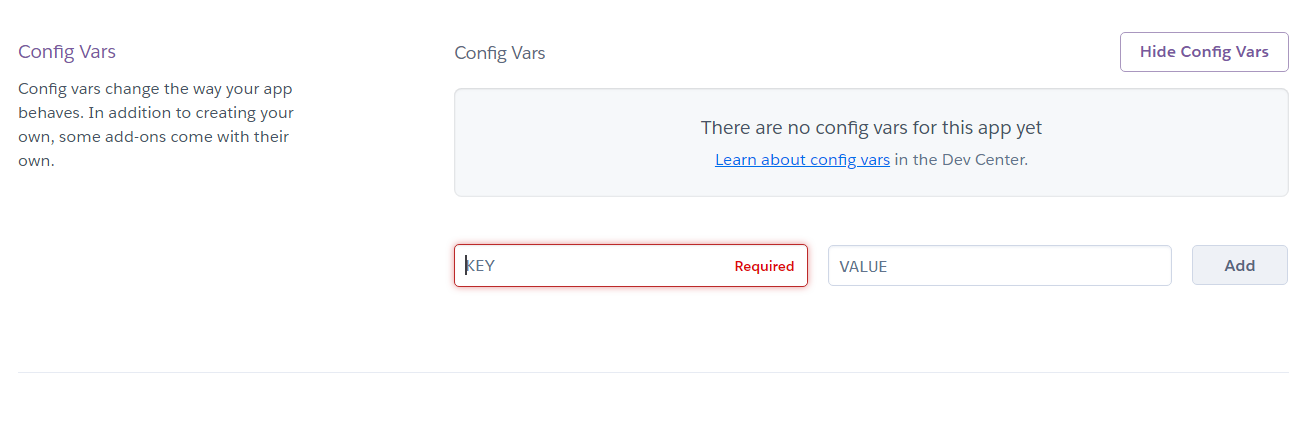 Config Vars
Config vars change the way your app
behaves. In addition to creating your
own, some add-ons come with their
own.
Config Vars
Hide Config Vars
There are no config vars for this app yet
Learn about config vars in the Dev Center.
KEY
Required
VALUE
Add